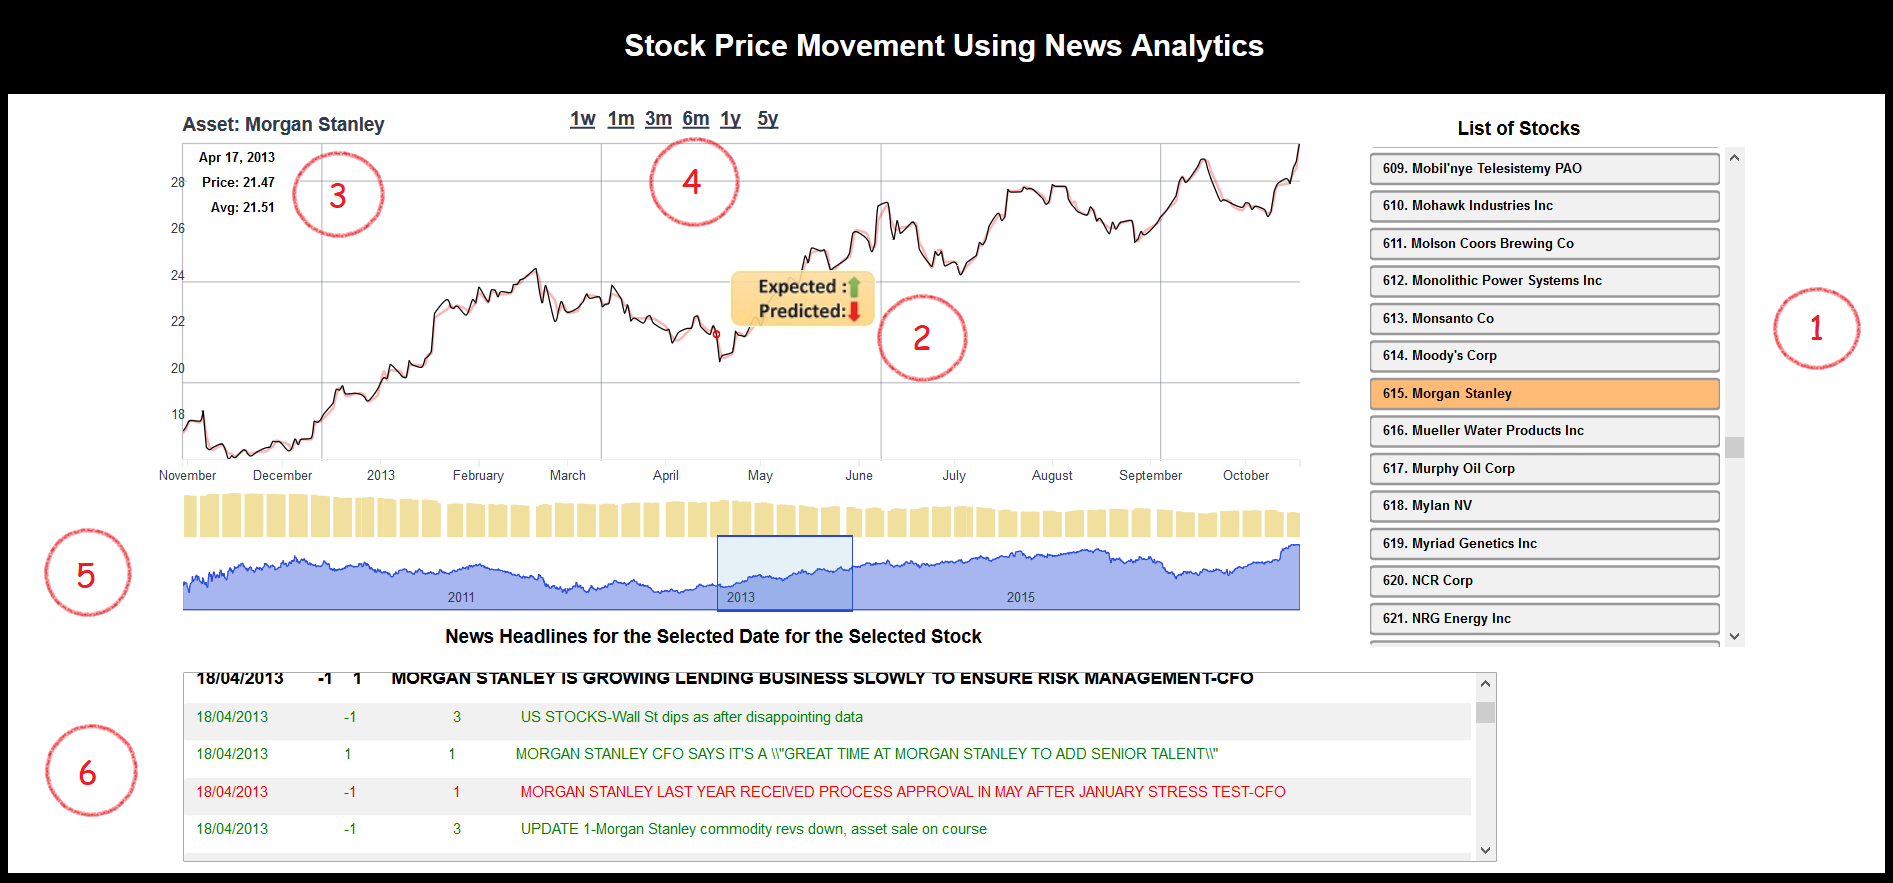 Stock Price Movement Using News Analytics
Asset: Morgan Stanley
1w 1m 3m 6m 1y 5y
List of Stocks
Apr 17, 2013
Price: 21.47
Avg: 21.51
3
4
28
26
24
22
20
18
Expected :
Predicted:
2
November December 2013 February March April May June July August September October
609. Mobil'nye Telesistemy PAO
610. Mohawk Industries Inc
611. Molson Coors Brewing Co
612. Monolithic Power Systems Inc
613. Monsanto Co
614. Moody's Corp
615. Morgan Stanley
616. Mueller Water Products Inc
617. Murphy Oil Corp
618. Mylan NV
619. Myriad Genetics Inc
620. NCR Corp
621. NRG Energy Inc
1
5
2011 2013 2015
News Headlines for the Selected Date for the Selected Stock
18/04/2013 -1 1 MORGAN STANLEY IS GROWING LENDING BUSINESS SLOWLY TO ENSURE RISK MANAGEMENT-CFO
18/04/2013 -1 3 US STOCKS-Wall St dips as after disappointing data
18/04/2013 1 1 MORGAN STANLEY CFO SAYS IT'S A \\"GREAT TIME AT MORGAN STANLEY TO ADD SENIOR TALENT\\"
18/04/2013 -1 1 MORGAN STANLEY LAST YEAR RECEIVED PROCESS APPROVAL IN MAY AFTER JANUARY STRESS TEST-CFO
18/04/2013 -1 3 UPDATE 1-Morgan Stanley commodity revs down, asset sale on course
6